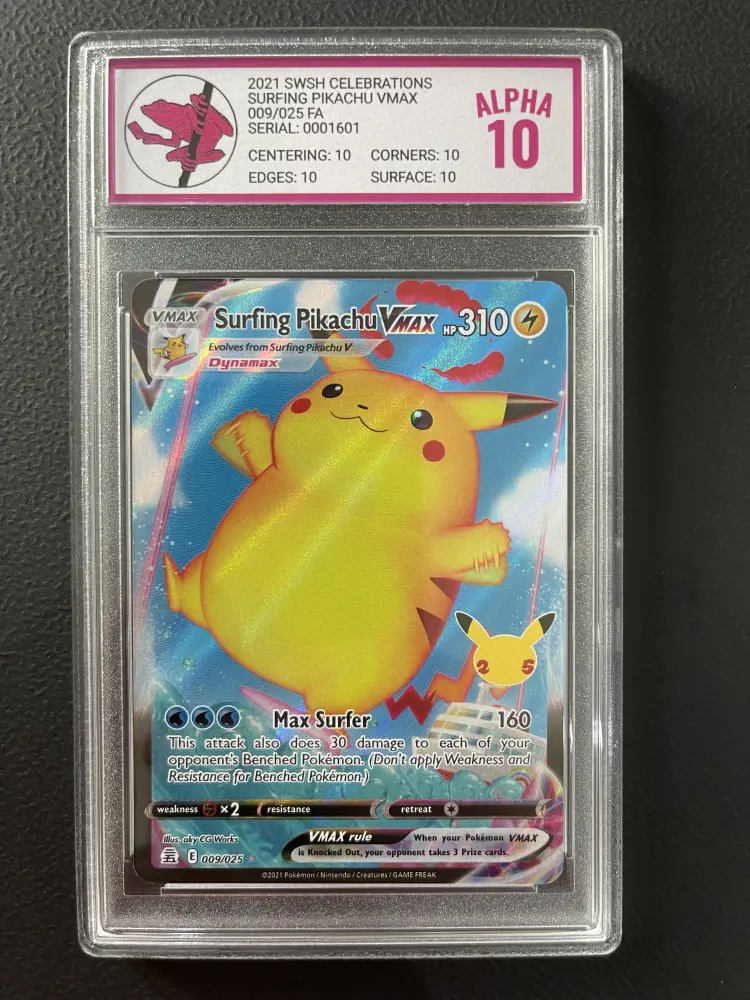 2021 SWSH CELEBRATIONS
SURFING PIKACHU VMAX
009/025 FA
SERIAL: 0001601
CENTERING: 10 CORNERS: 10
EDGES: 10 SURFACE: 10
ALPHA
10
VMAX Surfing Pikachu VMAX HP 310
Evolves from Surfing Pikachu V
Dynamax
25
Max Surfer 160
This attack also does 30 damage to each of your
opponent's Benched Pokémon. (Don't apply Weakness and
Resistance for Benched Pokémon.)
weakness ×2 resistance retreat
Illus. aky CG Works
VMAX rule When your Pokémon VMAX
is Knocked Out, your opponent takes 3 Prize cards.
E 009/025
©2021 Pokémon / Nintendo / Creatures / GAME FREAK